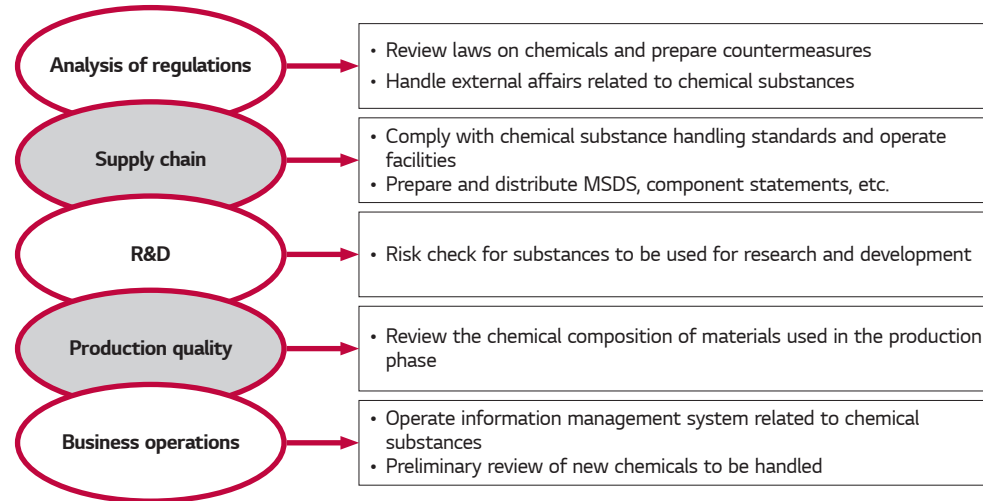 Analysis of regulations
• Review laws on chemicals and prepare countermeasures
• Handle external affairs related to chemical substances
Supply chain
• Comply with chemical substance handling standards and operate
facilities
• Prepare and distribute MSDS, component statements, etc.
R&D
• Risk check for substances to be used for research and development
Production quality
• Review the chemical composition of materials used in the production
phase
Business operations
• Operate information management system related to chemical
substances
• Preliminary review of new chemicals to be handled